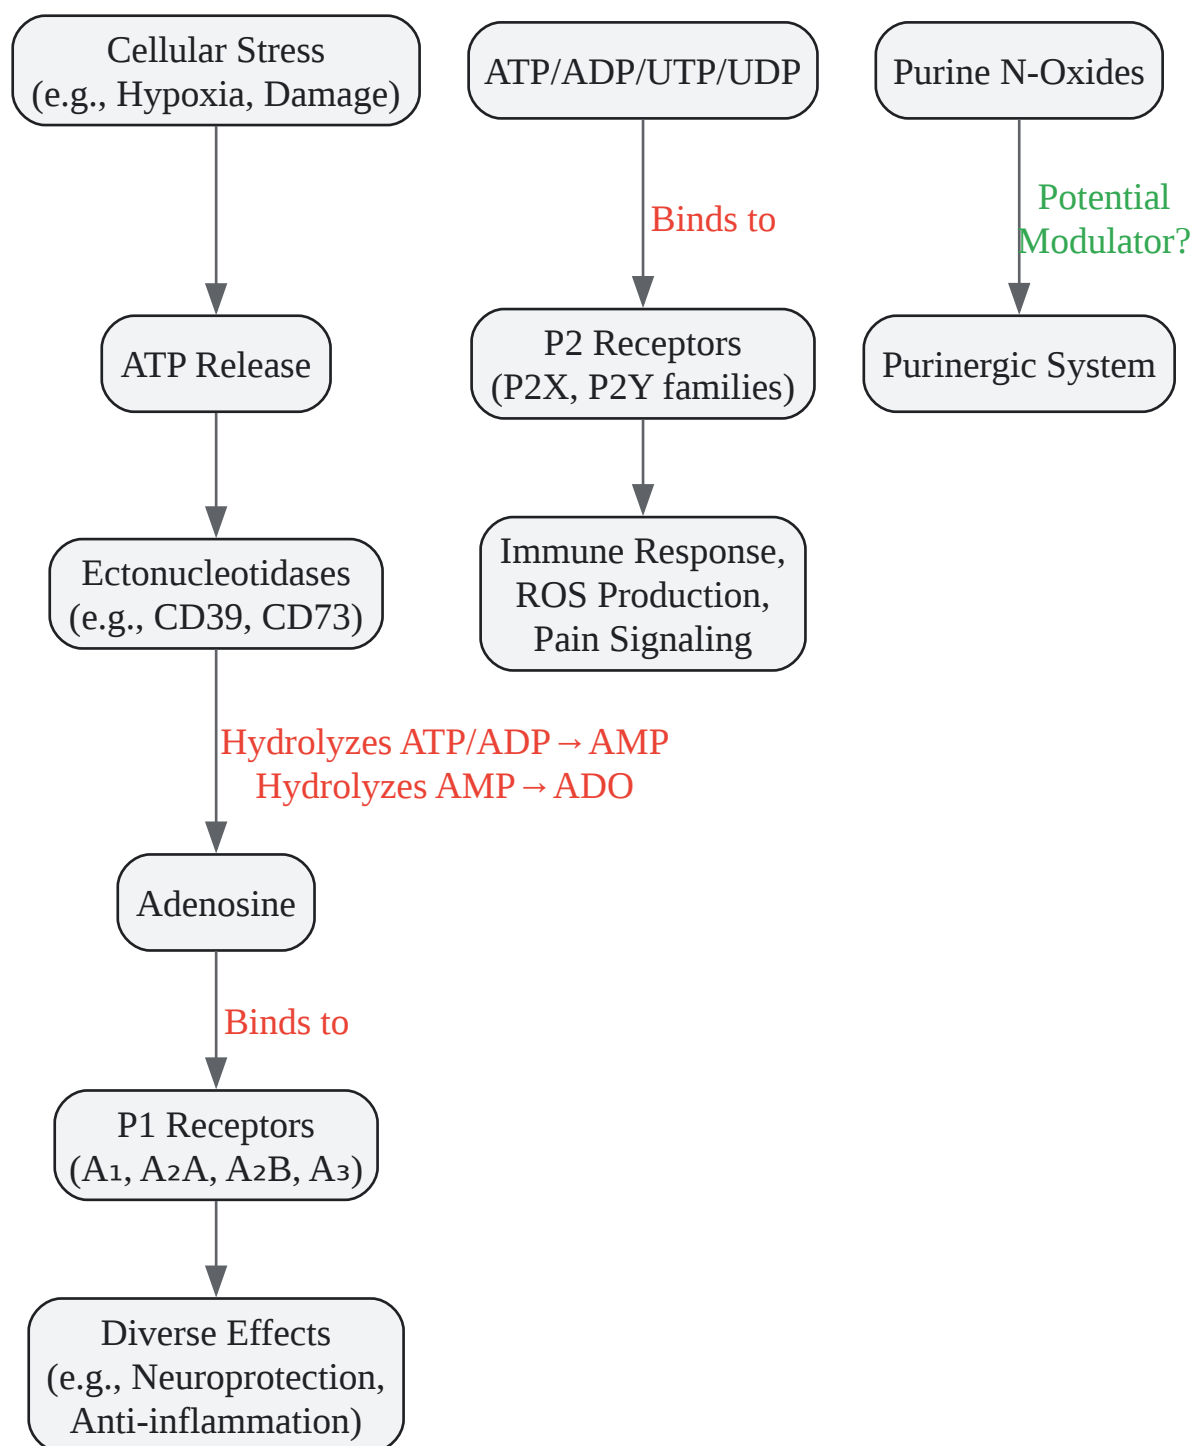 Cellular Stress
(e.g., Hypoxia, Damage)
ATP Release
Ectonucleotidases
(e.g., CD39, CD73)
Hydrolyzes ATP/ADP→AMP
Hydrolyzes AMP→ADO
Adenosine
Binds to
P1 Receptors
(A₁, A₂A, A₂B, A₃)
Diverse Effects
(e.g., Neuroprotection,
Anti-inflammation)
ATP/ADP/UTP/UDP
Binds to
P2 Receptors
(P2X, P2Y families)
Immune Response,
ROS Production,
Pain Signaling
Purine N-Oxides
Potential
Modulator?
Purinergic System